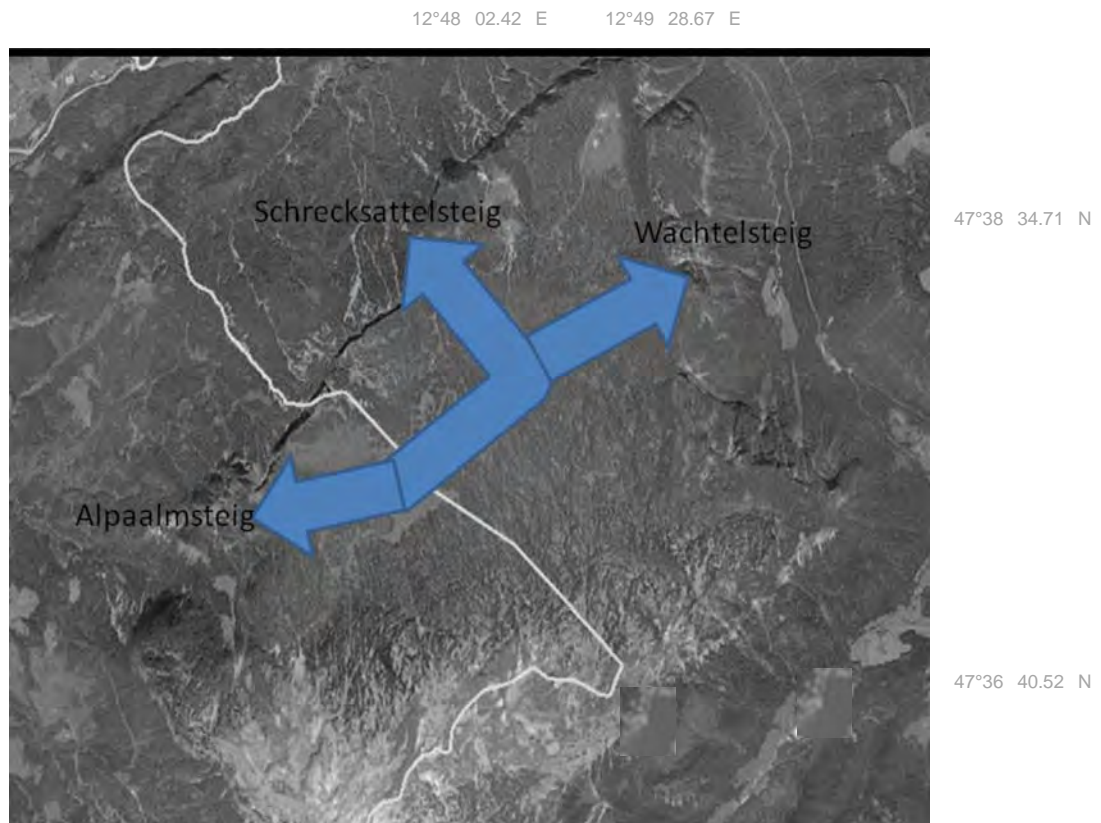 12°48 02.42 E 12°49 28.67 E
Schrecksattelsteig
47°38 34.71 N
Wachtelsteig
Alpaalmsteig
47°36 40.52 N